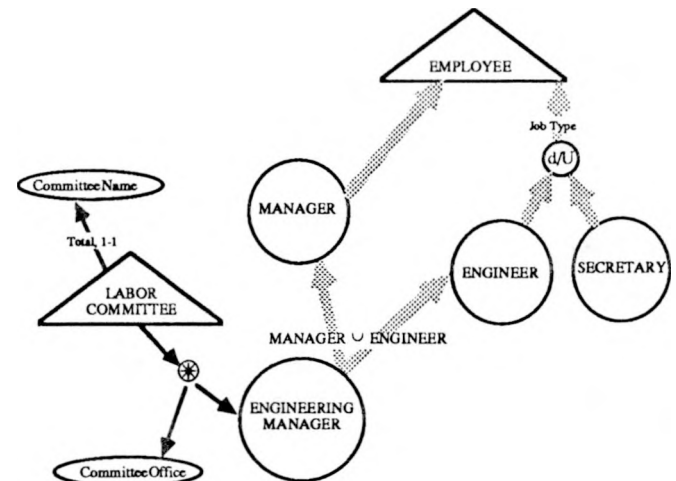 EMPLOYEE
Job Type
d/U
CommitteeName
MANAGER
Total, 1-1
ENGINEER
SECRETARY
LABOR
COMMITTEE
MANAGER ∪ ENGINEER
ENGINEERING
MANAGER
CommitteeOffice